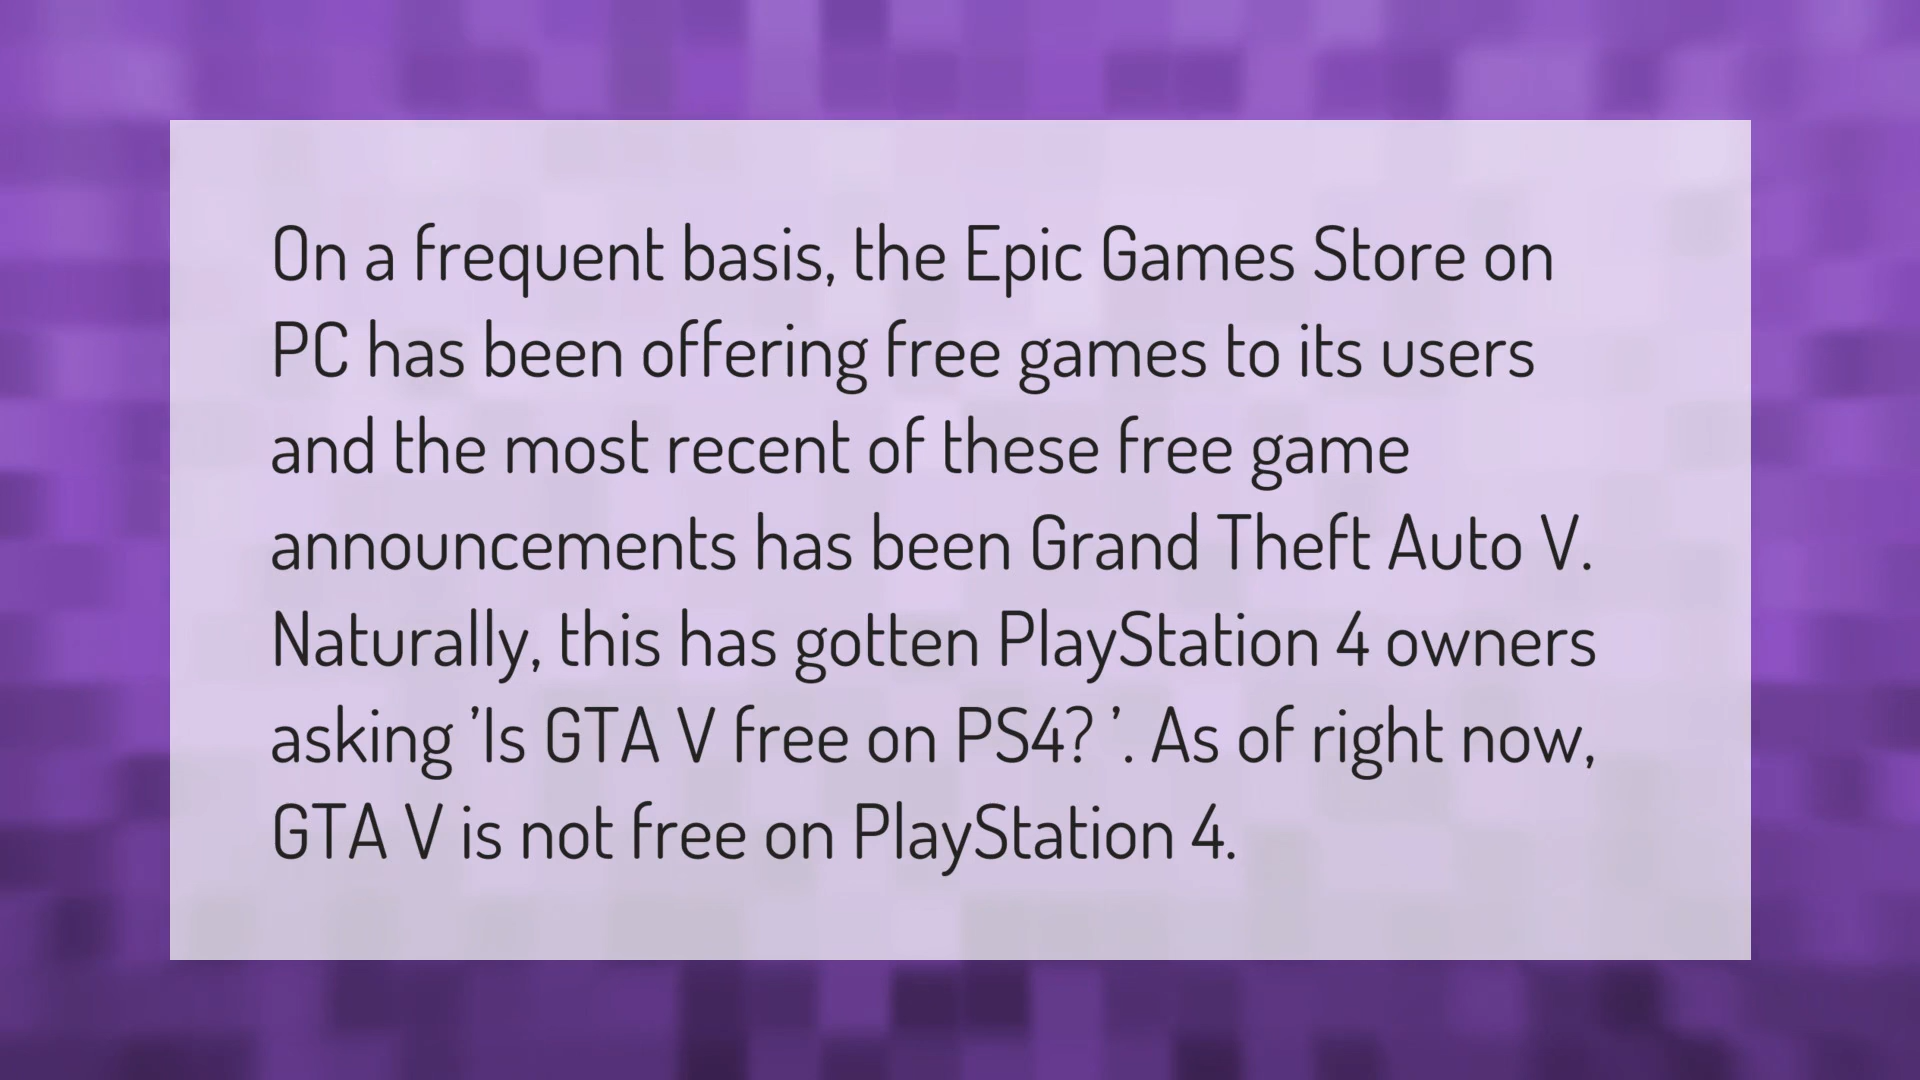 On a frequent basis, the Epic Games Store on
PC has been offering free games to its users
and the most recent of these free game
announcements has been Grand Theft Auto V.
Naturally, this has gotten PlayStation 4 owners
asking 'Is GTA V free on PS4? '. As of right now,
GTA V is not free on PlayStation 4.